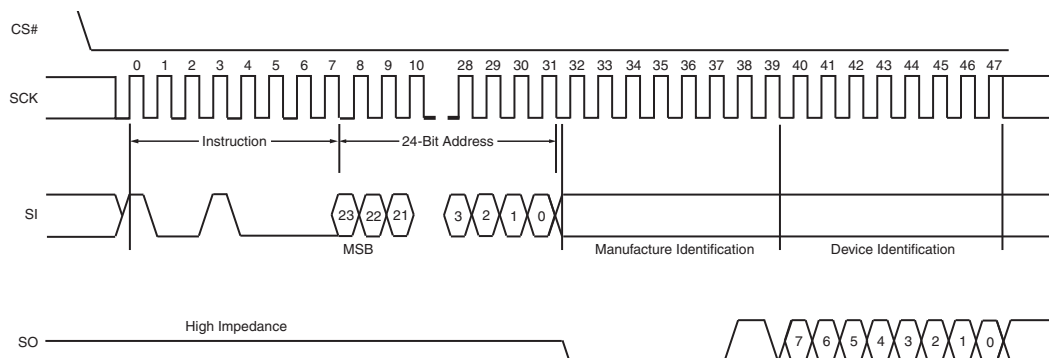 CS#
0 1 2 3 4 5 6 7 8 9 10 28 29 30 31 32 33 34 35 36 37 38 39 40 41 42 43 44 45 46 47
SCK
Instruction 24-Bit Address
SI 23 22 21 3 2 1 0
MSB Manufacture Identification Device Identification
High Impedance
SO 7 6 5 4 3 2 1 0